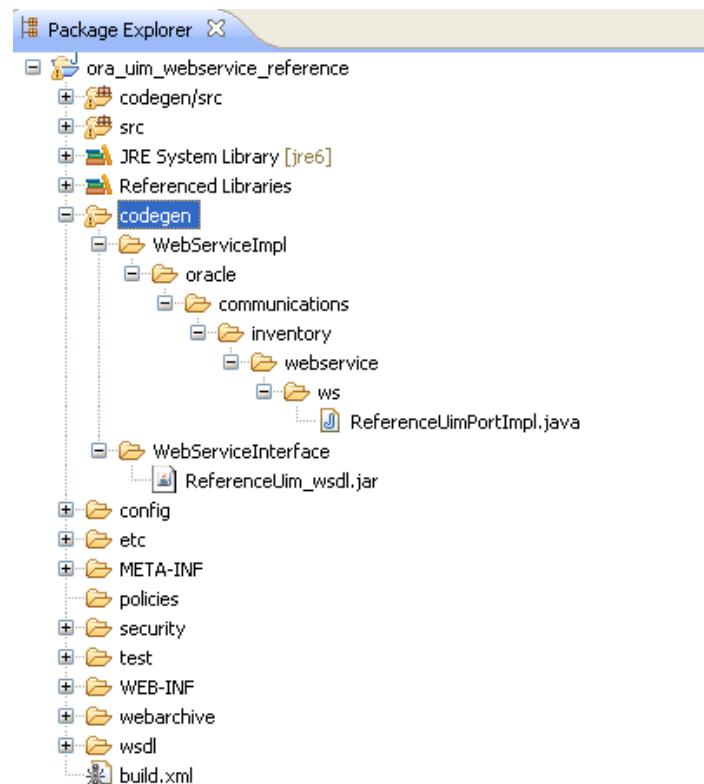 Package Explorer
ora_uim_webservice_reference
codegen/src
src
JRE System Library [jre6]
Referenced Libraries
codegen
WebServiceImpl
oracle
communications
inventory
webservice
ws
ReferenceUimPortImpl.java
WebServiceInterface
ReferenceUim_wsdl.jar
config
etc
META-INF
policies
security
test
WEB-INF
webarchive
wsdl
build.xml